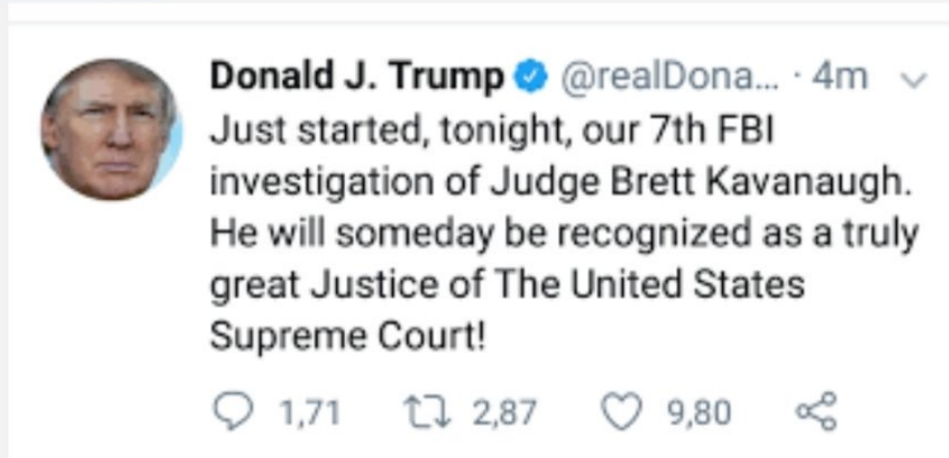 Donald J. Trump @realDona... · 4m
Just started, tonight, our 7th FBI
investigation of Judge Brett Kavanaugh.
He will someday be recognized as a truly
great Justice of The United States
Supreme Court!
1,71 2,87 9,80